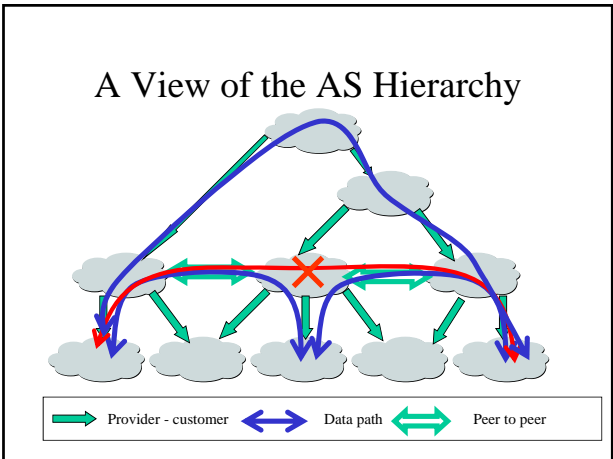 A View of the AS Hierarchy
Provider - customer Data path Peer to peer